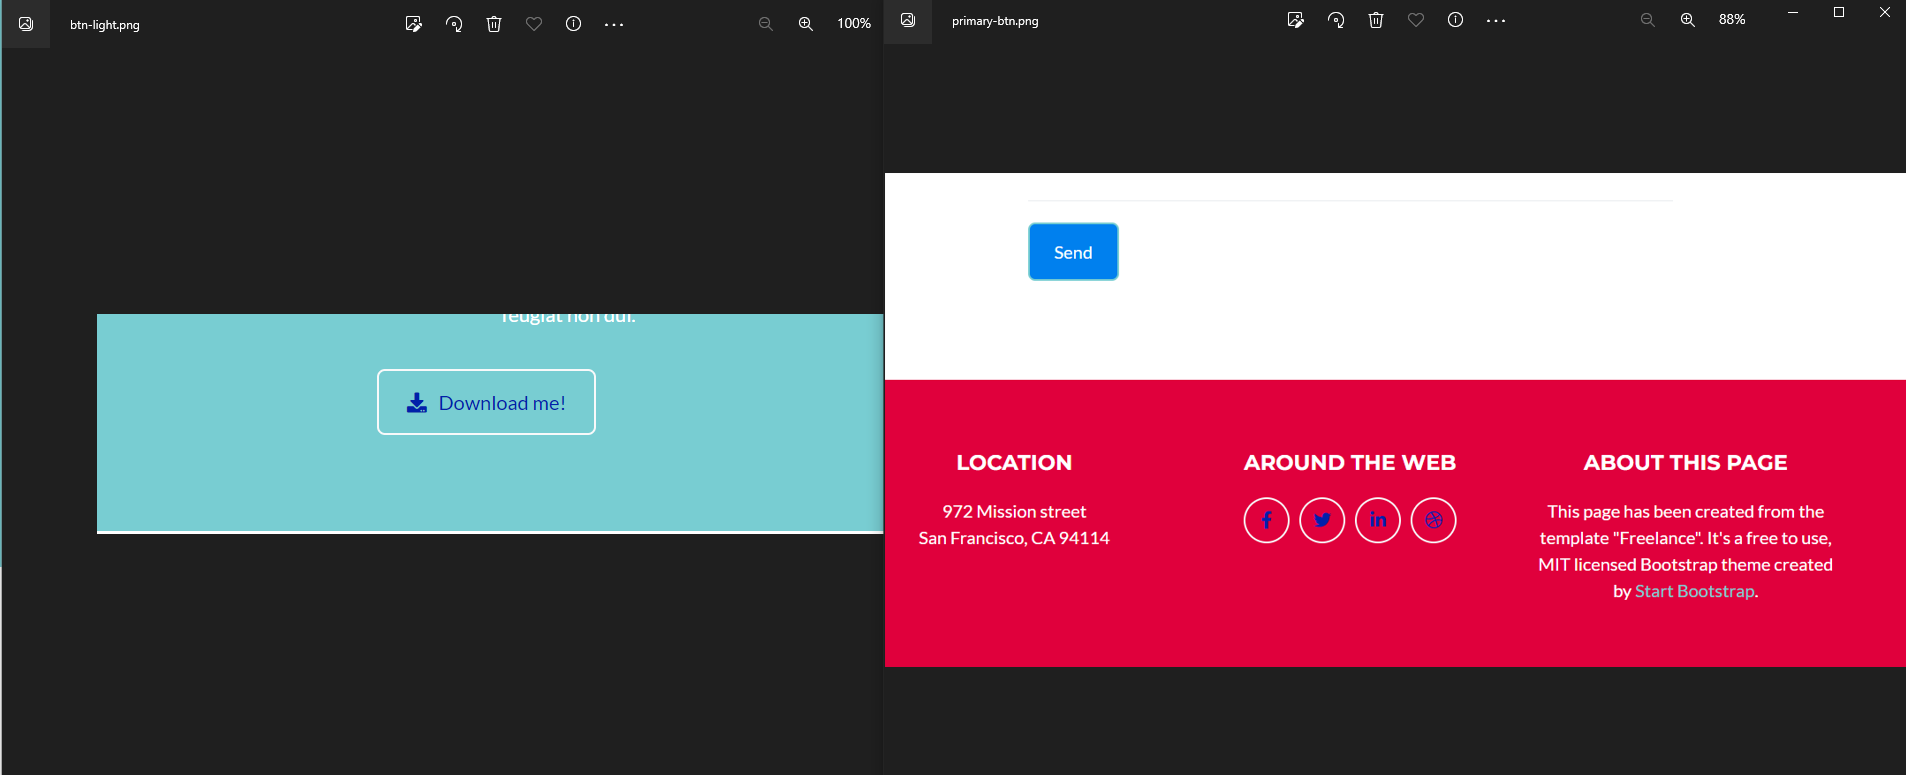 btn-light.png
100%
feugiat non dui.
Download me!
primary-btn.png
88%
Send
LOCATION
972 Mission street
San Francisco, CA 94114
AROUND THE WEB
ABOUT THIS PAGE
This page has been created from the
template "Freelance". It's a free to use,
MIT licensed Bootstrap theme created
by Start Bootstrap.